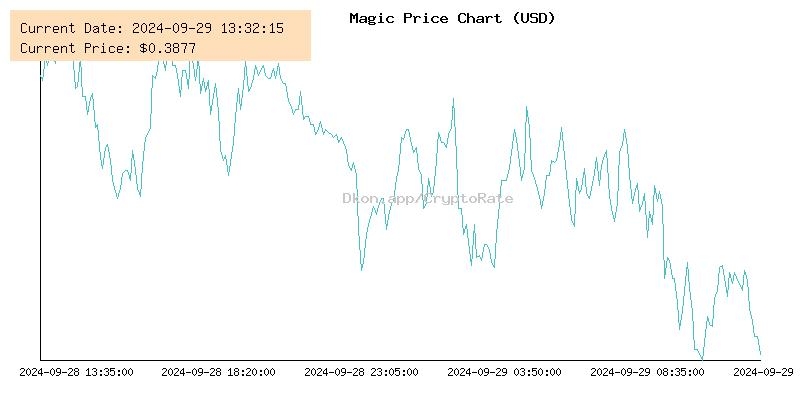 Magic Price Chart (USD)
Current Date: 2024-09-29 13:32:15
Current Price: $0.3877
Dkon.app/CryptoRate
2024-09-28 13:35:00 2024-09-28 18:20:00 2024-09-28 23:05:00 2024-09-29 03:50:00 2024-09-29 08:35:00 2024-09-29